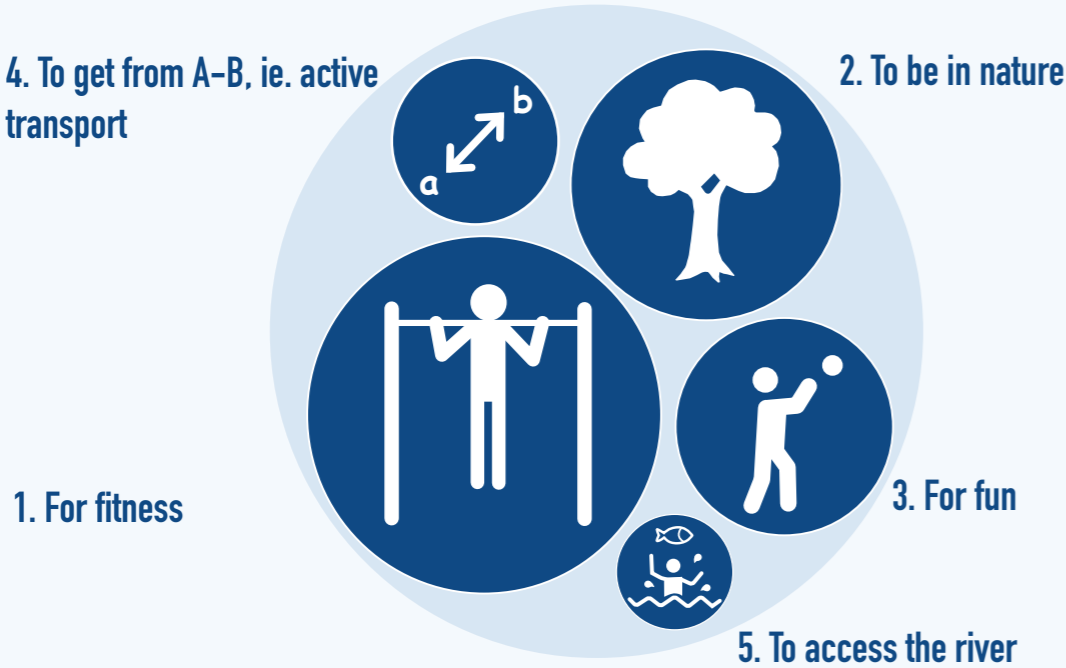 4. To get from A-B, ie. active
transport
b
a
2. To be in nature
1. For fitness
3. For fun
5. To access the river